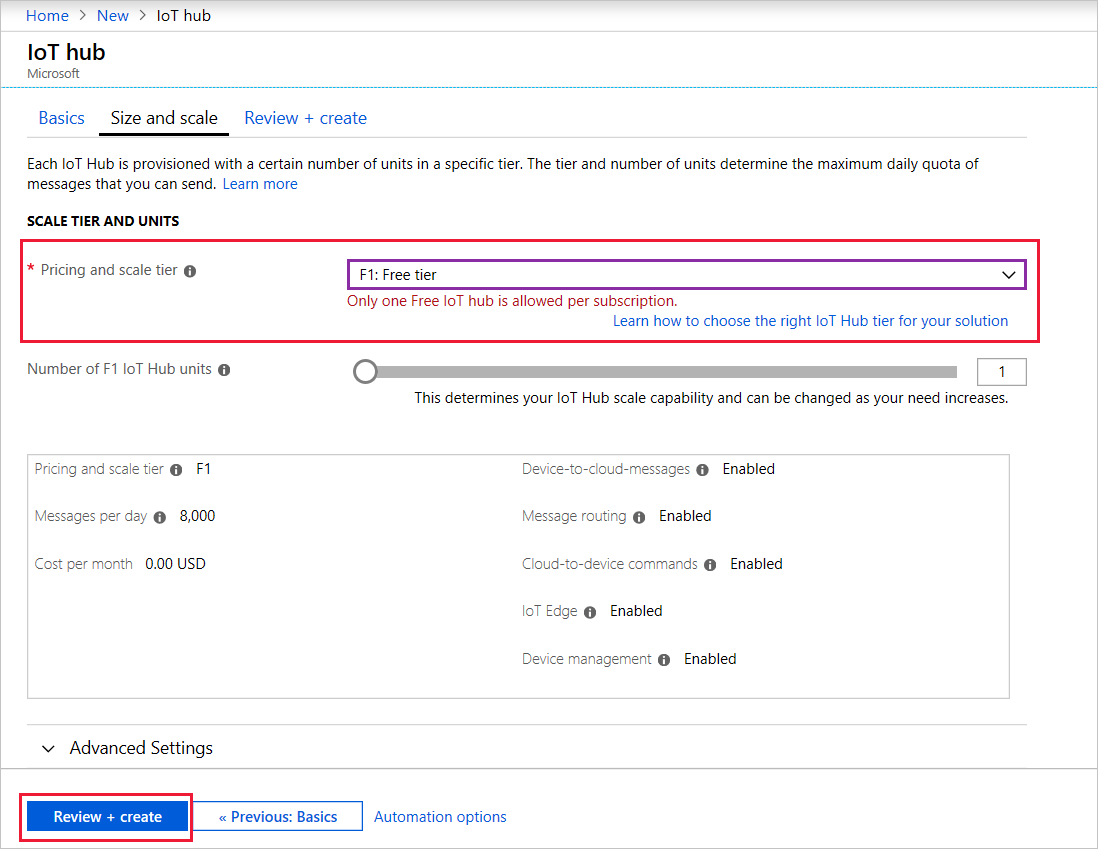 Home > New > IoT hub
IoT hub
Microsoft
Basics Size and scale Review + create
Each IoT Hub is provisioned with a certain number of units in a specific tier. The tier and number of units determine the maximum daily quota of
messages that you can send. Learn more
SCALE TIER AND UNITS
* Pricing and scale tier
F1: Free tier
Only one Free IoT hub is allowed per subscription.
Learn how to choose the right IoT Hub tier for your solution
Number of F1 IoT Hub units
1
This determines your IoT Hub scale capability and can be changed as your need increases.
Pricing and scale tier F1
Messages per day 8,000
Cost per month 0.00 USD
Device-to-cloud-messages Enabled
Message routing Enabled
Cloud-to-device commands Enabled
IoT Edge Enabled
Device management Enabled
Advanced Settings
Review + create « Previous: Basics Automation options